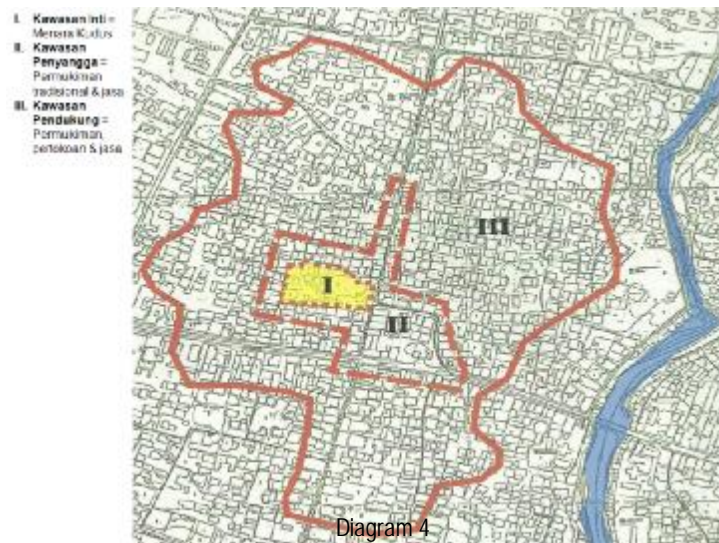 I. Kawasan Inti =
Menara Kudus
II. Kawasan
Penyangga =
Permukiman
tradisional & jasa
III. Kawasan
Pendukung =
Permukiman,
pertokoan & jasa
III
I
II
Diagram 4